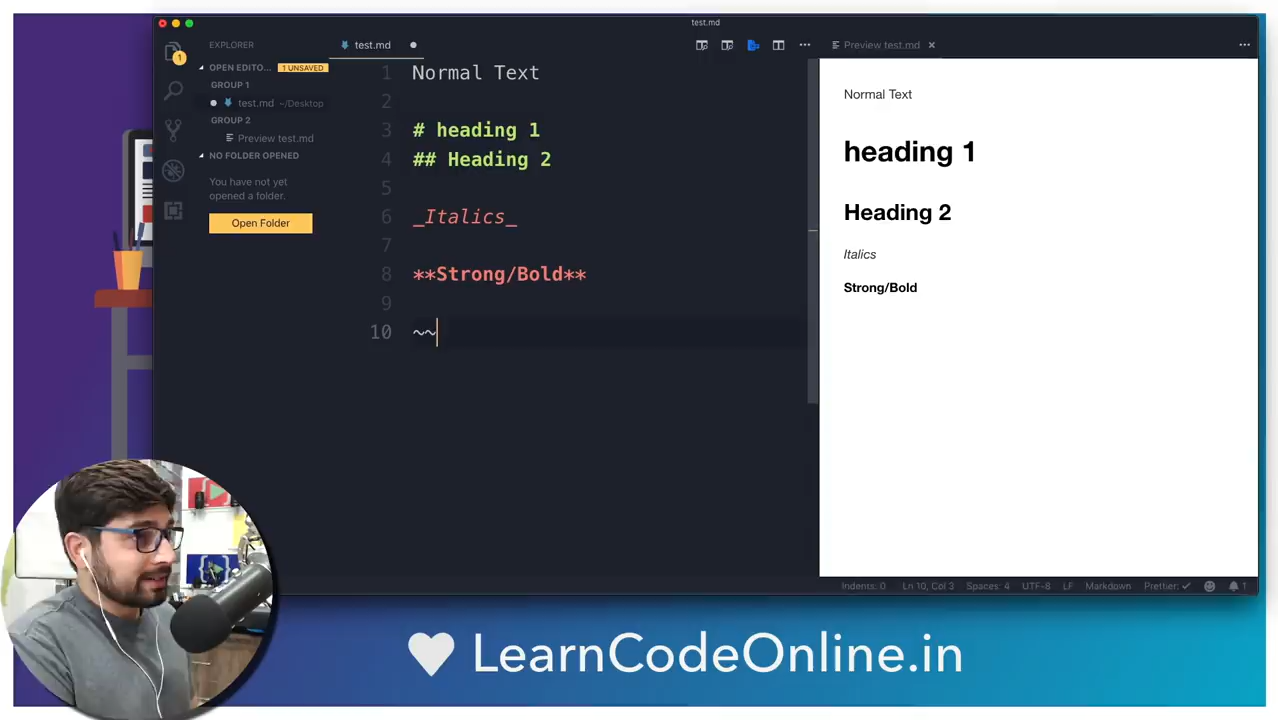 test.md
EXPLORER
OPEN EDITO... 1 UNSAVED
GROUP 1
test.md ~/Desktop
GROUP 2
Preview test.md
NO FOLDER OPENED
You have not yet
opened a folder.
Open Folder
1
test.md
1 Normal Text
2
3 # heading 1
4 ## Heading 2
5
6 _Italics_
7
8 **Strong/Bold**
9
10 ~~
Preview test.md
Normal Text
heading 1
Heading 2
Italics
Strong/Bold
Indents: 0 Ln 10, Col 3 Spaces: 4 UTF-8 LF Markdown Prettier: ✓ 1
LearnCodeOnline.in